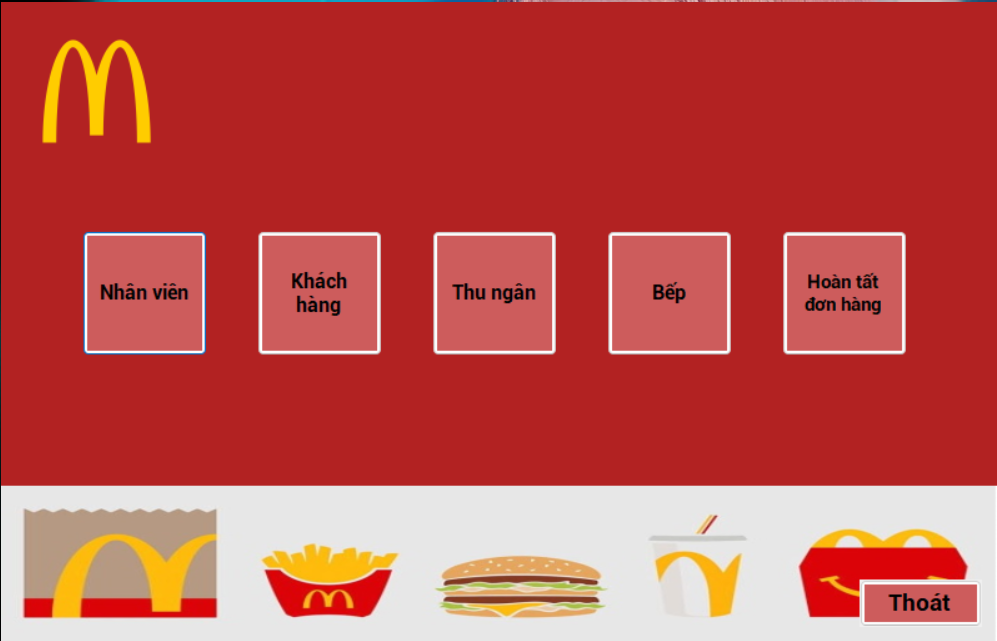 Nhân viên
Khách
hàng
Thu ngân
Bếp
Hoàn tất
đơn hàng
Thoát